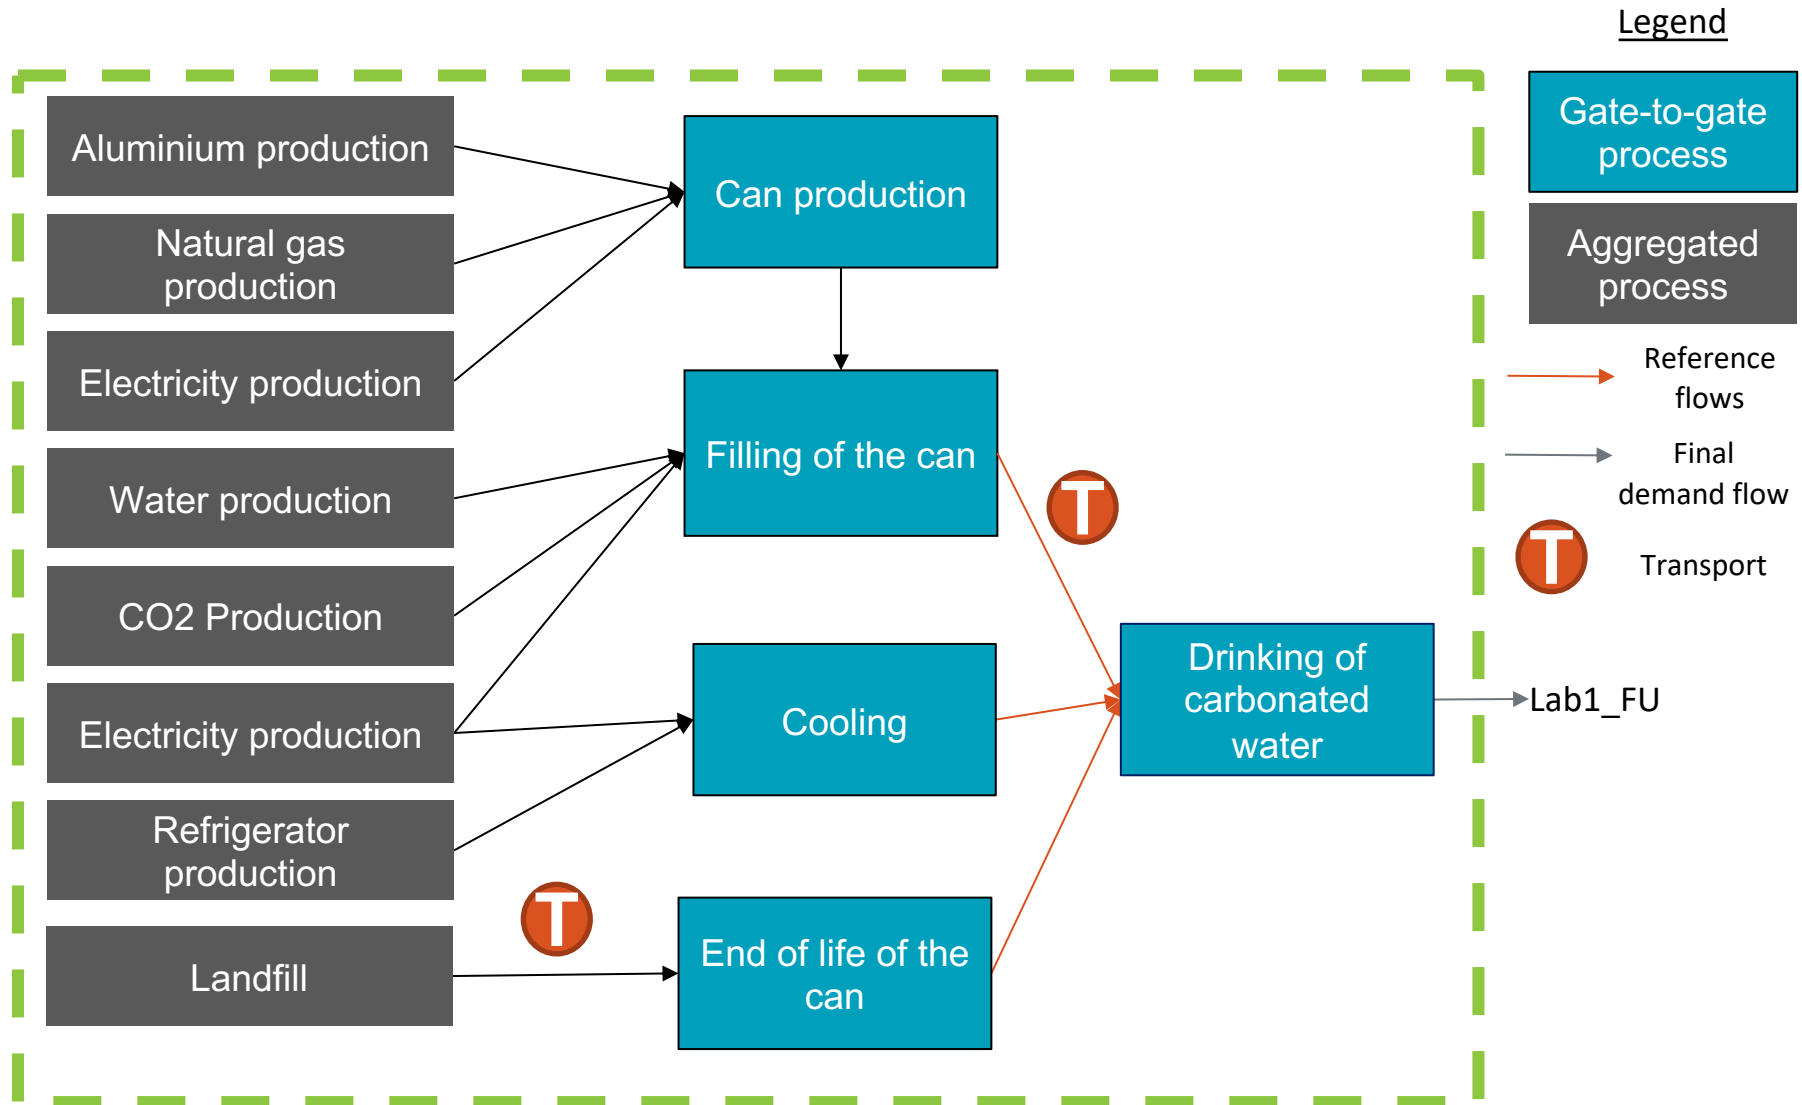 Legend
Aluminium production
Natural gas
production
Electricity production
Water production
CO2 Production
Electricity production
Refrigerator
production
Landfill
Can production
Filling of the can
Cooling
End of life of the
can
T
T
Drinking of
carbonated
water
Lab1_FU
Gate-to-gate
process
Aggregated
process
Reference
flows
Final
demand flow
T
Transport